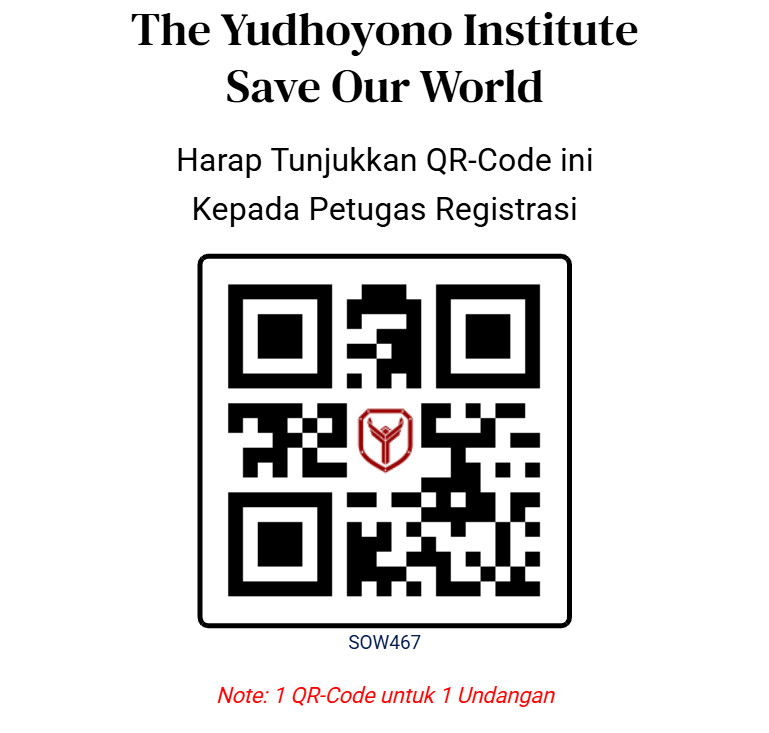 The Yudhoyono Institute
Save Our World
Harap Tunjukkan QR-Code ini
Kepada Petugas Registrasi
SOW467
Note: 1 QR-Code untuk 1 Undangan